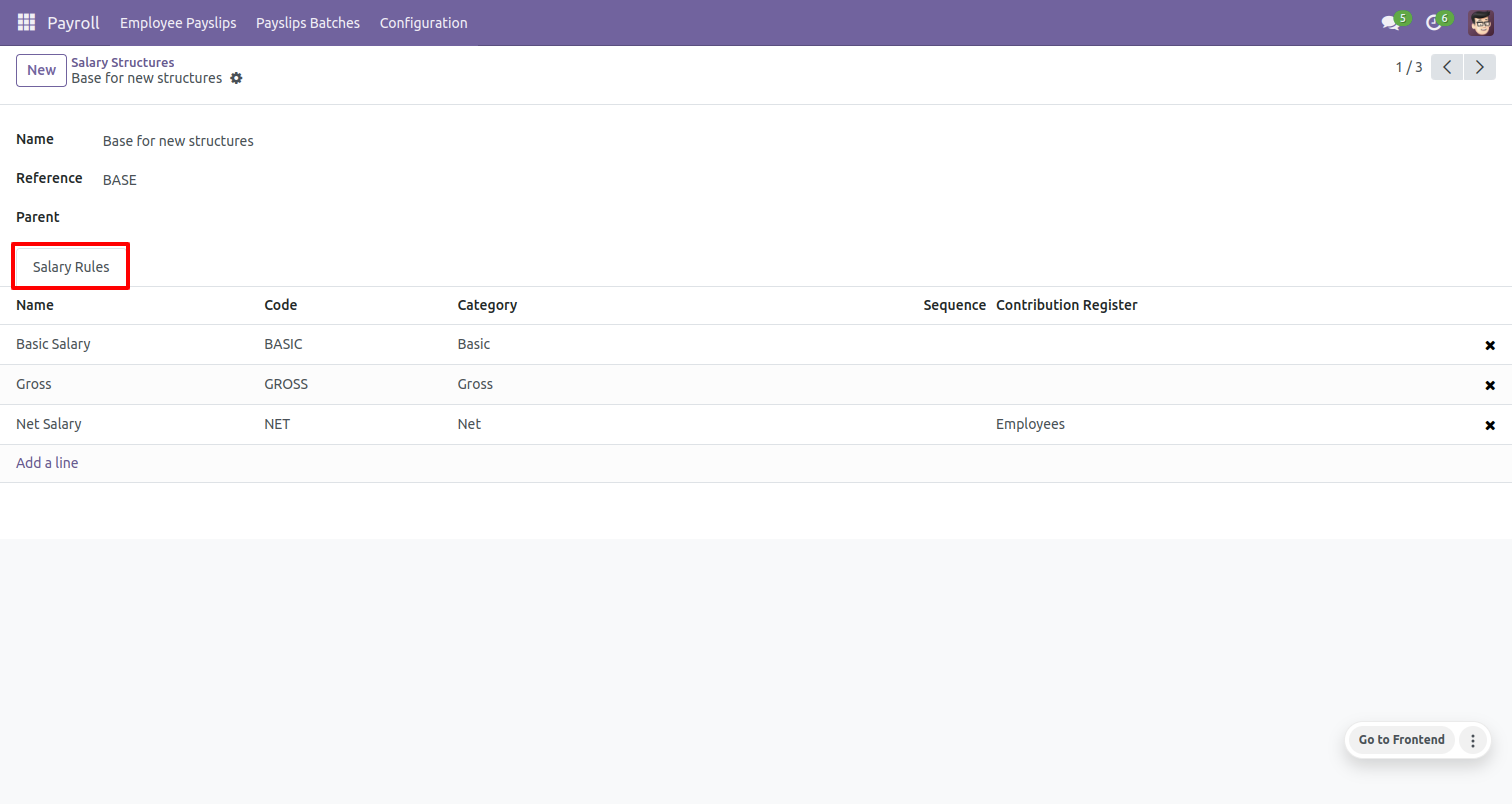 Payroll Employee Payslips Payslips Batches Configuration 5 6
New Salary Structures 1 / 3
Base for new structures
Name Base for new structures
Reference BASE
Parent
Salary Rules
Name Code Category Sequence Contribution Register
Basic Salary BASIC Basic
Gross GROSS Gross
Net Salary NET Net Employees
Add a line
Go to Frontend